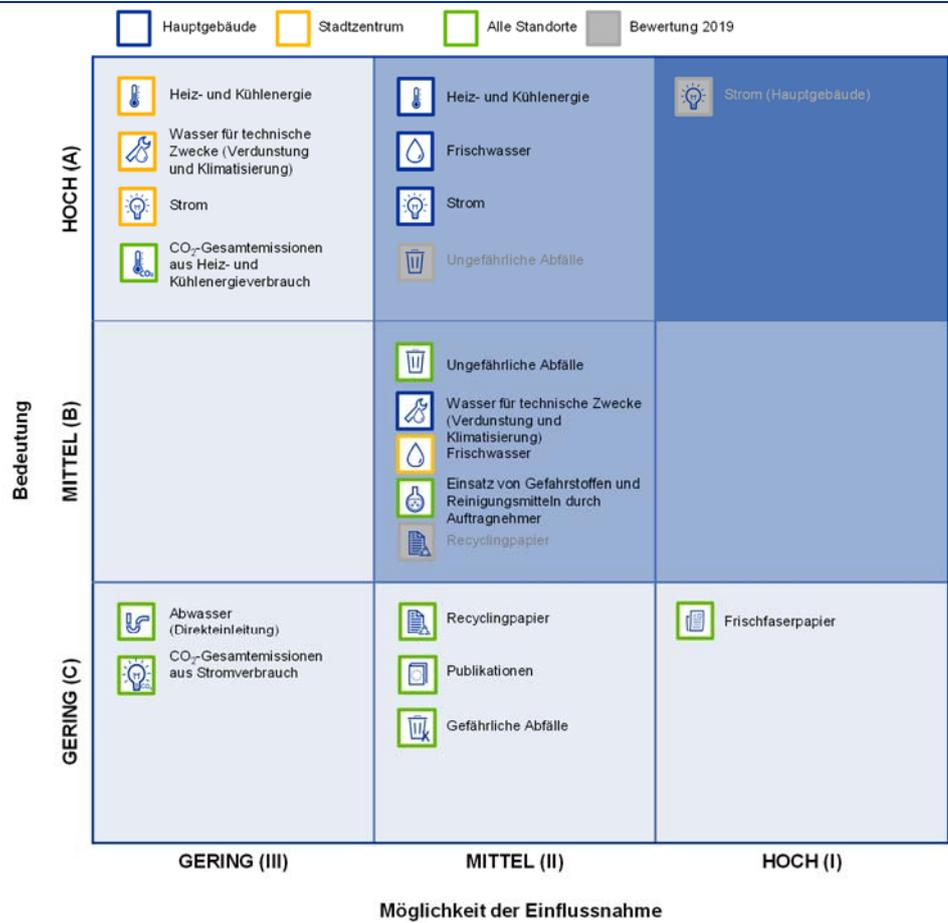 Hauptgebäude
Stadtzentrum
Alle Standorte
Bewertung 2019
Bedeutung
HOCH (A)
Heiz- und Kühlenergie
Wasser für technische
Zwecke (Verdunstung
und Klimatisierung)
Strom
CO₂
CO₂-Gesamtemissionen
aus Heiz- und
Kühlenergieverbrauch
Heiz- und Kühlenergie
Frischwasser
Strom
Ungefährliche Abfälle
Strom (Hauptgebäude)
MITTEL (B)
Ungefährliche Abfälle
Wasser für technische Zwecke
(Verdunstung und
Klimatisierung)
Frischwasser
Einsatz von Gefahrstoffen und
Reinigungsmitteln durch
Auftragnehmer
Recyclingpapier
GERING (C)
Abwasser
(Direkteinleitung)
CO₂
CO₂-Gesamtemissionen
aus Stromverbrauch
Recyclingpapier
Publikationen
Gefährliche Abfälle
Frischfaserpapier
GERING (III)
MITTEL (II)
HOCH (I)
Möglichkeit der Einflussnahme